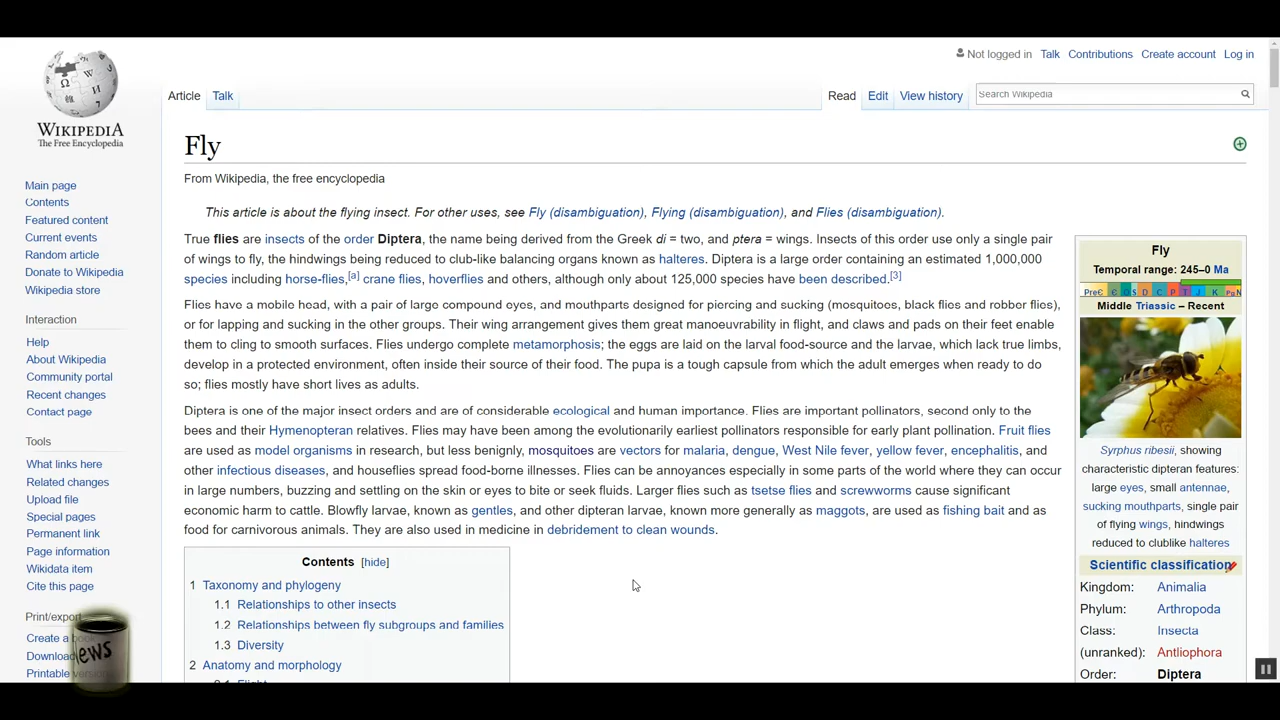 Not logged in Talk Contributions Create account Log in
Article Talk Read Edit View history Search Wikipedia
WIKIPEDIA
The Free Encyclopedia
Main page
Contents
Featured content
Current events
Random article
Donate to Wikipedia
Wikipedia store
Interaction
Help
About Wikipedia
Community portal
Recent changes
Contact page
Tools
What links here
Related changes
Upload file
Special pages
Permanent link
Page information
Wikidata item
Cite this page
Print/export
Create a book
Download
Printable version
ews
Fly
From Wikipedia, the free encyclopedia
This article is about the flying insect. For other uses, see Fly (disambiguation), Flying (disambiguation), and Flies (disambiguation).
True flies are insects of the order Diptera, the name being derived from the Greek di = two, and ptera = wings. Insects of this order use only a single pair
of wings to fly, the hindwings being reduced to club-like balancing organs known as halteres. Diptera is a large order containing an estimated 1,000,000
species including horse-flies,[a] crane flies, hoverflies and others, although only about 125,000 species have been described.[3]
Flies have a mobile head, with a pair of large compound eyes, and mouthparts designed for piercing and sucking (mosquitoes, black flies and robber flies),
or for lapping and sucking in the other groups. Their wing arrangement gives them great manoeuvrability in flight, and claws and pads on their feet enable
them to cling to smooth surfaces. Flies undergo complete metamorphosis; the eggs are laid on the larval food-source and the larvae, which lack true limbs,
develop in a protected environment, often inside their source of their food. The pupa is a tough capsule from which the adult emerges when ready to do
so; flies mostly have short lives as adults.
Diptera is one of the major insect orders and are of considerable ecological and human importance. Flies are important pollinators, second only to the
bees and their Hymenopteran relatives. Flies may have been among the evolutionarily earliest pollinators responsible for early plant pollination. Fruit flies
are used as model organisms in research, but less benignly, mosquitoes are vectors for malaria, dengue, West Nile fever, yellow fever, encephalitis, and
other infectious diseases, and houseflies spread food-borne illnesses. Flies can be annoyances especially in some parts of the world where they can occur
in large numbers, buzzing and settling on the skin or eyes to bite or seek fluids. Larger flies such as tsetse flies and screwworms cause significant
economic harm to cattle. Blowfly larvae, known as gentles, and other dipteran larvae, known more generally as maggots, are used as fishing bait and as
food for carnivorous animals. They are also used in medicine in debridement to clean wounds.
Contents [hide]
1 Taxonomy and phylogeny
1.1 Relationships to other insects
1.2 Relationships between fly subgroups and families
1.3 Diversity
2 Anatomy and morphology
Fly
Temporal range: 245–0 Ma
PreЄ Є O S D C P T J K Pg N
Middle Triassic – Recent
Syrphus ribesii, showing
characteristic dipteran features:
large eyes, small antennae,
sucking mouthparts, single pair
of flying wings, hindwings
reduced to clublike halteres
Scientific classification
Kingdom: Animalia
Phylum: Arthropoda
Class: Insecta
(unranked): Antliophora
Order: Diptera